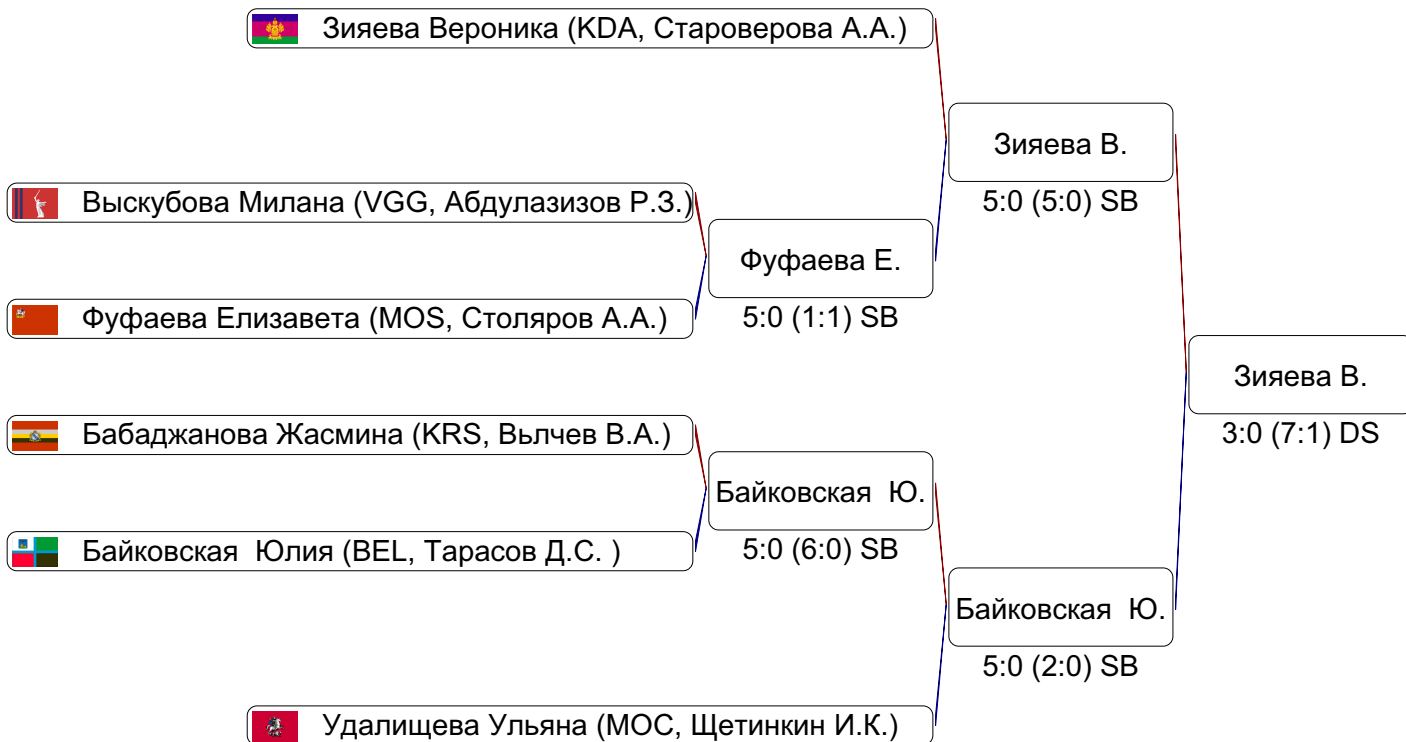 Зияева Вероника (KDA, Староверова А.А.)
Зияева В.
5:0 (5:0) SB
Выскубова Милана (VGG, Абдулазизов Р.З.)
Фуфаева Е.
5:0 (1:1) SB
Фуфаева Елизавета (MOS, Столяров А.А.)
Зияева В.
3:0 (7:1) DS
Бабаджанова Жасмина (KRS, Вьлчев В.А.)
Байковская  Ю.
5:0 (6:0) SB
Байковская  Юлия (BEL, Тарасов Д.С. )
Байковская  Ю.
5:0 (2:0) SB
Удалищева Ульяна (МОС, Щетинкин И.К.)